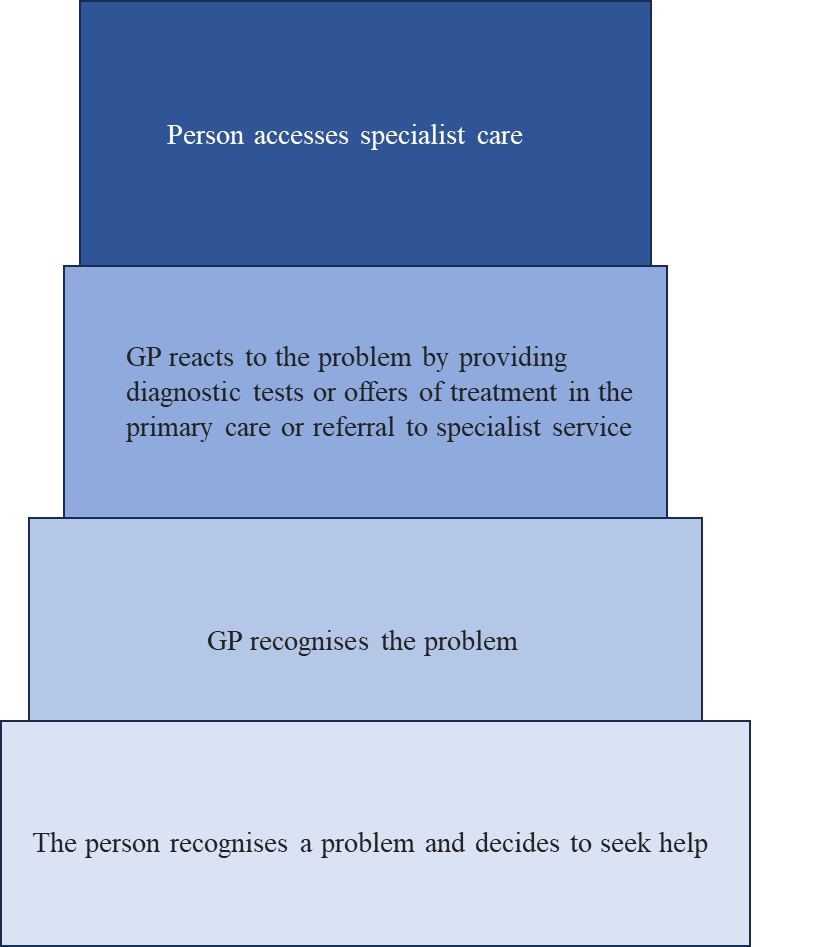 Person accesses specialist care
GP reacts to the problem by providing
diagnostic tests or offers of treatment in the
primary care or referral to specialist service
GP recognises the problem
The person recognises a problem and decides to seek help